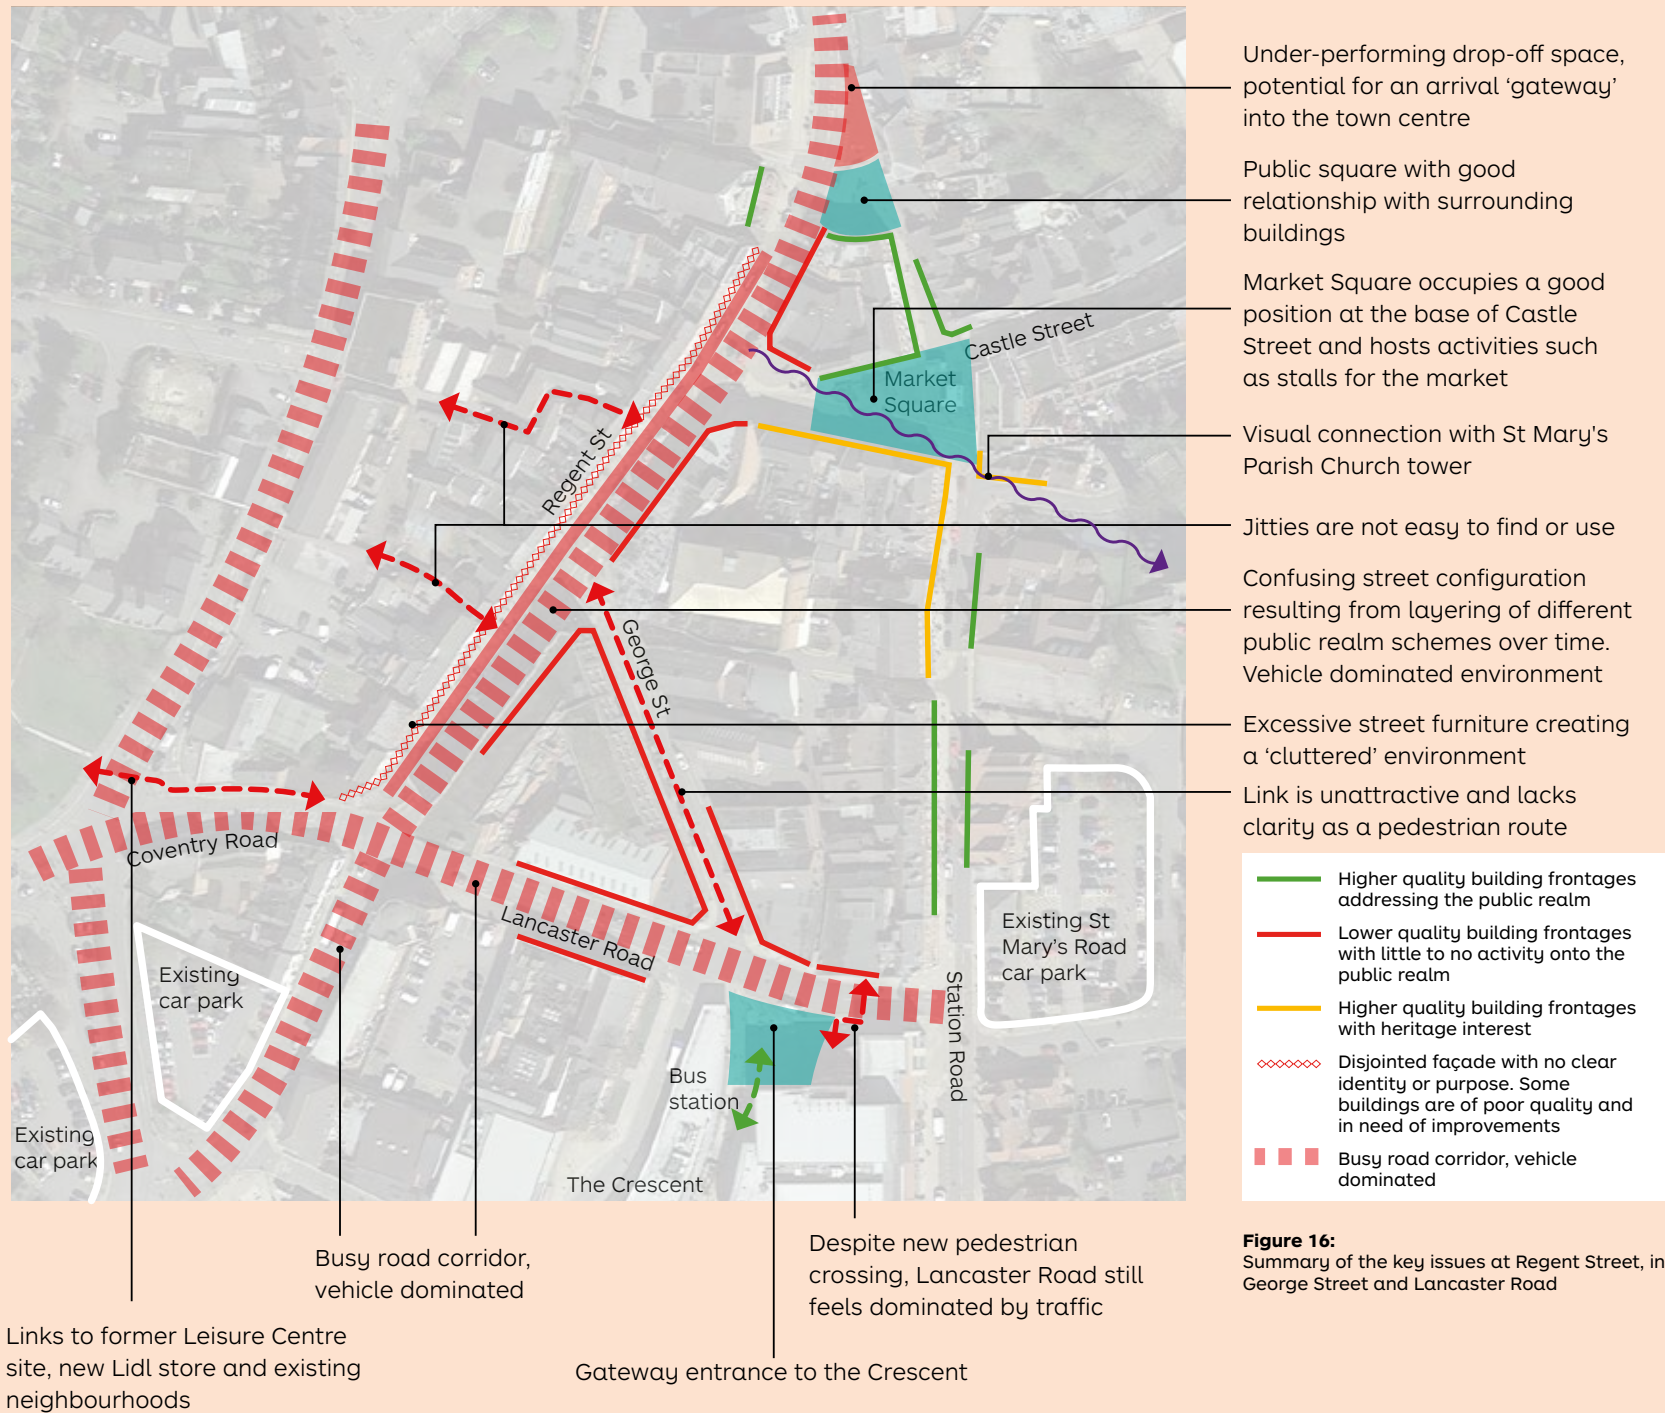 Under-performing drop-off space,
potential for an arrival ‘gateway’
into the town centre
Public square with good
relationship with surrounding
buildings
Market Square occupies a good
position at the base of Castle
Street and hosts activities such
as stalls for the market
Visual connection with St Mary's
Parish Church tower
Jitties are not easy to find or use
Confusing street configuration
resulting from layering of different
public realm schemes over time.
Vehicle dominated environment
Excessive street furniture creating
a ‘cluttered’ environment
Link is unattractive and lacks
clarity as a pedestrian route
Castle Street
Market
Square
Regent St
George St
Coventry Road
Lancaster Road
Station Road
Existing St
Mary’s Road
car park
Existing
car park
Existing
car park
Bus
station
The Crescent
Higher quality building frontages
addressing the public realm
Lower quality building frontages
with little to no activity onto the
public realm
Higher quality building frontages
with heritage interest
Disjointed façade with no clear
identity or purpose. Some
buildings are of poor quality and
in need of improvements
Busy road corridor, vehicle
dominated
Figure 16:
Summary of the key issues at Regent Street, in
George Street and Lancaster Road
Busy road corridor,
vehicle dominated
Despite new pedestrian
crossing, Lancaster Road still
feels dominated by traffic
Links to former Leisure Centre
site, new Lidl store and existing
neighbourhoods
Gateway entrance to the Crescent